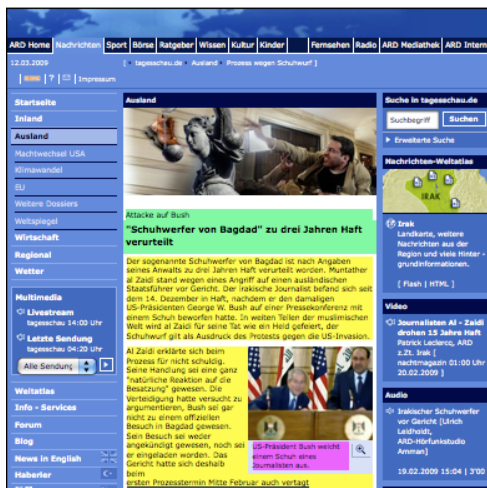 ARD Home Nachrichten Sport Börse Ratgeber Wissen Kultur Kinder Fernsehen Radio ARD Mediathek ARD Intern
12.03.2009 [ • tagesschau.de • Ausland • Prozess wegen Schuhwurf ]
| ? | | Impressum
Startseite
Inland
Ausland
Machtwechsel USA
Klimawandel
EU
Weitere Dossiers
Weltspiegel
Wirtschaft
Regional
Wetter
Multimedia
Livestream
tagesschau 14:00 Uhr
Letzte Sendung
tagesschau 04:20 Uhr
Alle Sendung
Weltatlas
Info - Services
Forum
Blog
News in English
Haberler
Ausland
Attacke auf Bush
"Schuhwerfer von Bagdad" zu drei Jahren Haft
verurteilt
Der sogenannte Schuhwerfer von Bagdad ist nach Angaben
seines Anwalts zu drei Jahren Haft verurteilt worden. Muntather
al Zaidi stand wegen eines Angriff auf einen ausländischen
Staatsführer vor Gericht. Der irakische Journalist befand sich seit
dem 14. Dezember in Haft, nachdem er den damaligen
US-Präsidenten George W. Bush auf einer Pressekonferenz mit
einem Schuh beworfen hatte. In weiten Teilen der muslimischen
Welt wird al Zaidi für seine Tat wie ein Held gefeiert, der
Schuhwurf gilt als Ausdruck des Protests gegen die US-Invasion.
Al Zaidi erklärte sich beim
Prozess für nicht schuldig.
Seine Handlung sei eine ganz
"natürliche Reaktion auf die
Besatzung" gewesen. Die
Verteidigung hatte versucht zu
argumentieren, Bush sei gar
nicht zu einem offiziellen
Besuch in Bagdad gewesen.
Sein Besuch sei weder
angekündigt gewesen, noch sei
er eingeladen worden. Das
Gericht hatte sich deshalb
beim
ersten Prozesstermin Mitte Februar auch vertagt
US-Präsident Bush weicht
einem Schuh eines
Journalisten aus.
Suche in tagesschau.de
Suchbegriff Suchen
Erweiterte Suche
Nachrichten-Weltatlas
IRAK
Irak
Landkarte, weitere
Nachrichten aus der
Region und viele Hinter -
grundinformationen.
[ Flash | HTML ]
Video
Journalisten Al - Zaidi
drohen 15 Jahre Haft
Patrick Leclercq, ARD
z.Zt. Irak [
nachtmagazin 01:00 Uhr
20.02.2009 ]
Audio
Irakischer Schuhwerfer
vor Gericht [Ulrich
Leidholdt,
ARD-Hörfunkstudio
Amman]
19.02.2009 15:04 | 3'00